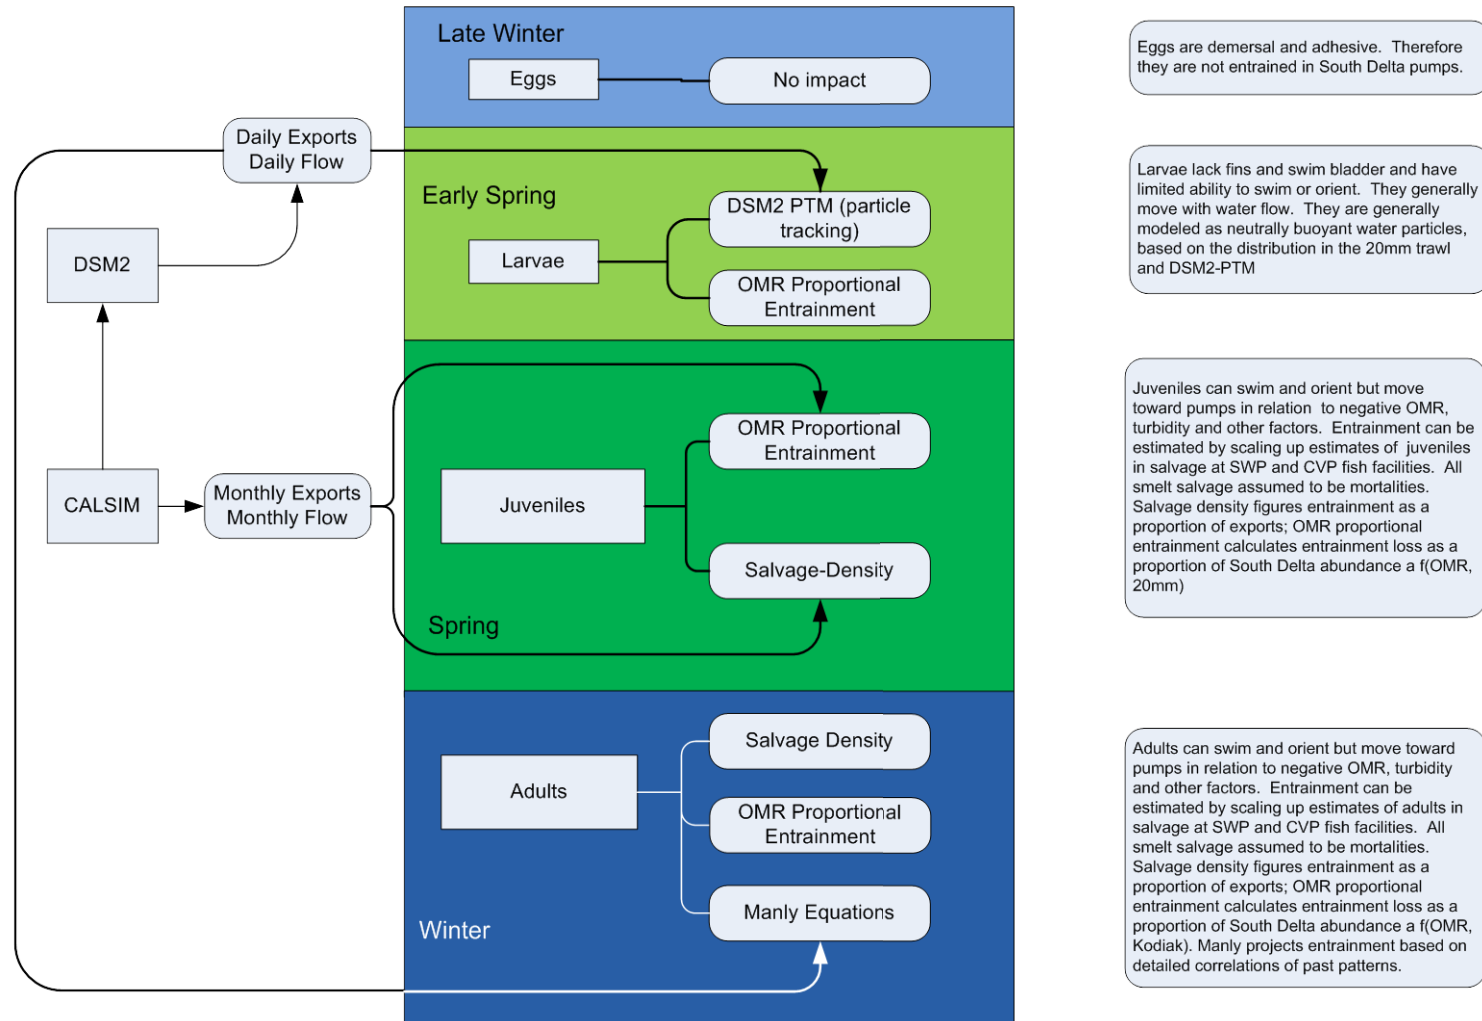 Late Winter
Eggs
No impact
Eggs are demersal and adhesive.  Therefore
they are not entrained in South Delta pumps.
Daily Exports
Daily Flow
Early Spring
DSM2 PTM (particle
tracking)
Larvae
OMR Proportional
Entrainment
Larvae lack fins and swim bladder and have
limited ability to swim or orient.  They generally
move with water flow.  They are generally
modeled as neutrally buoyant water particles,
based on the distribution in the 20mm trawl
and DSM2-PTM
DSM2
CALSIM
Monthly Exports
Monthly Flow
OMR Proportional
Entrainment
Juveniles
Salvage-Density
Spring
Juveniles can swim and orient but move
toward pumps in relation  to negative OMR,
turbidity and other factors.  Entrainment can be
estimated by scaling up estimates of  juveniles
in salvage at SWP and CVP fish facilities.  All
smelt salvage assumed to be mortalities.
Salvage density figures entrainment as a
proportion of exports; OMR proportional
entrainment calculates entrainment loss as a
proportion of South Delta abundance a f(OMR,
20mm)
Salvage Density
Adults
OMR Proportional
Entrainment
Manly Equations
Winter
Adults can swim and orient but move toward
pumps in relation to negative OMR, turbidity
and other factors.  Entrainment can be
estimated by scaling up estimates of adults in
salvage at SWP and CVP fish facilities.  All
smelt salvage assumed to be mortalities.
Salvage density figures entrainment as a
proportion of exports; OMR proportional
entrainment calculates entrainment loss as a
proportion of South Delta abundance a f(OMR,
Kodiak). Manly projects entrainment based on
detailed correlations of past patterns.